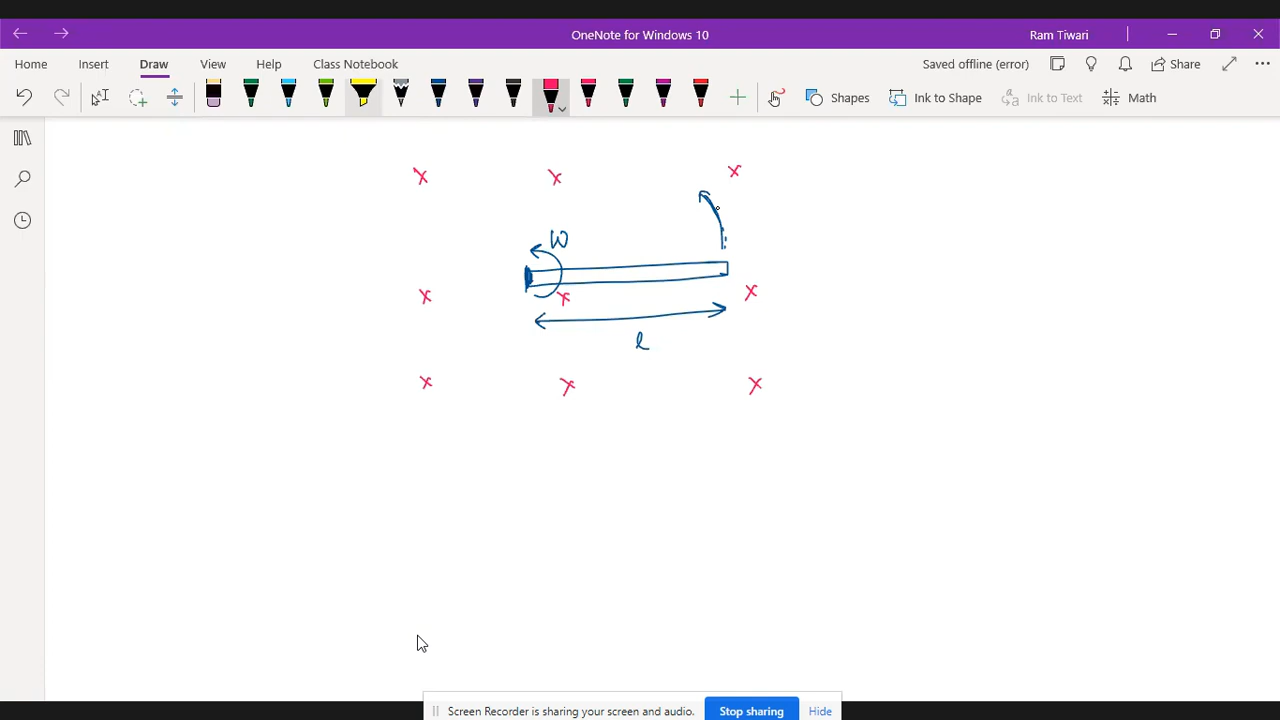 OneNote for Windows 10
Ram Tiwari
Home Insert Draw View Help Class Notebook
Saved offline (error) Share
Shapes Ink to Shape Ink to Text Math
x x x
ω
x x x
l
x x x
Screen Recorder is sharing your screen and audio. Stop sharing Hide